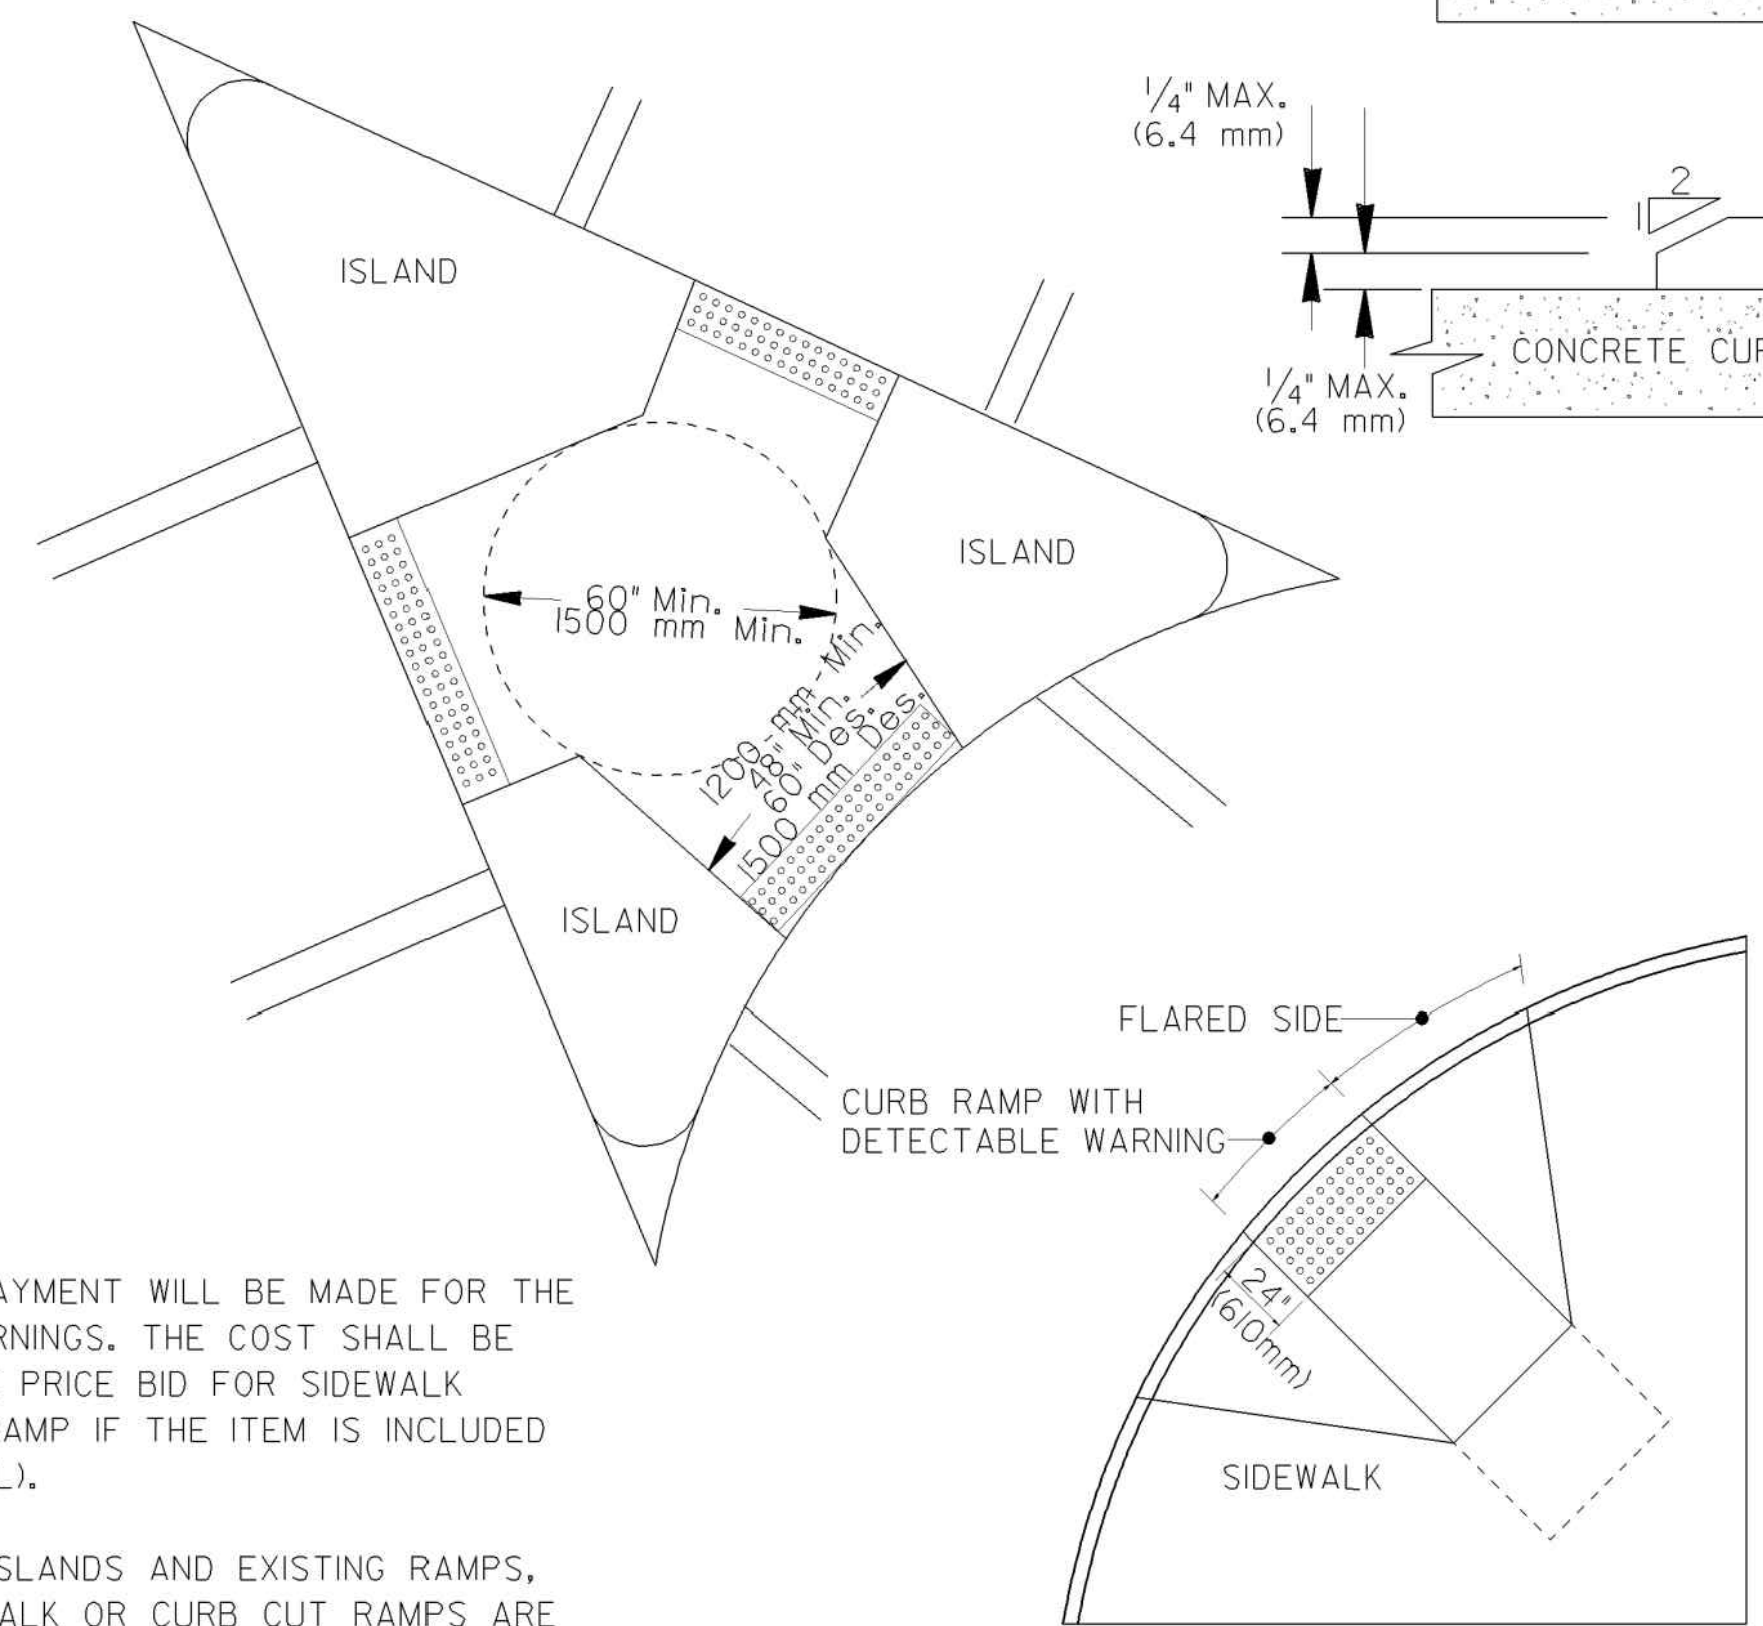 1/4" MAX.
(6.4 mm)
2
1
ISLAND
CONCRETE
1/4" MAX.
(6.4 mm)
ISLAND
60" Min.
1500 mm Min.
1200 mm Min.
48" Min.
60" Des.
1500 mm Des.
ISLAND
FLARED SIDE
CURB RAMP WITH
DETECTABLE WARNING
24"
(610mm)
SIDEWALK
AYMENT WILL BE MADE FOR THE
RNINGS. THE COST SHALL BE
PRICE BID FOR SIDEWALK
AMP IF THE ITEM IS INCLUDED
L).
SLANDS AND EXISTING RAMPS,
ALK OR CURB CUT RAMPS ARE